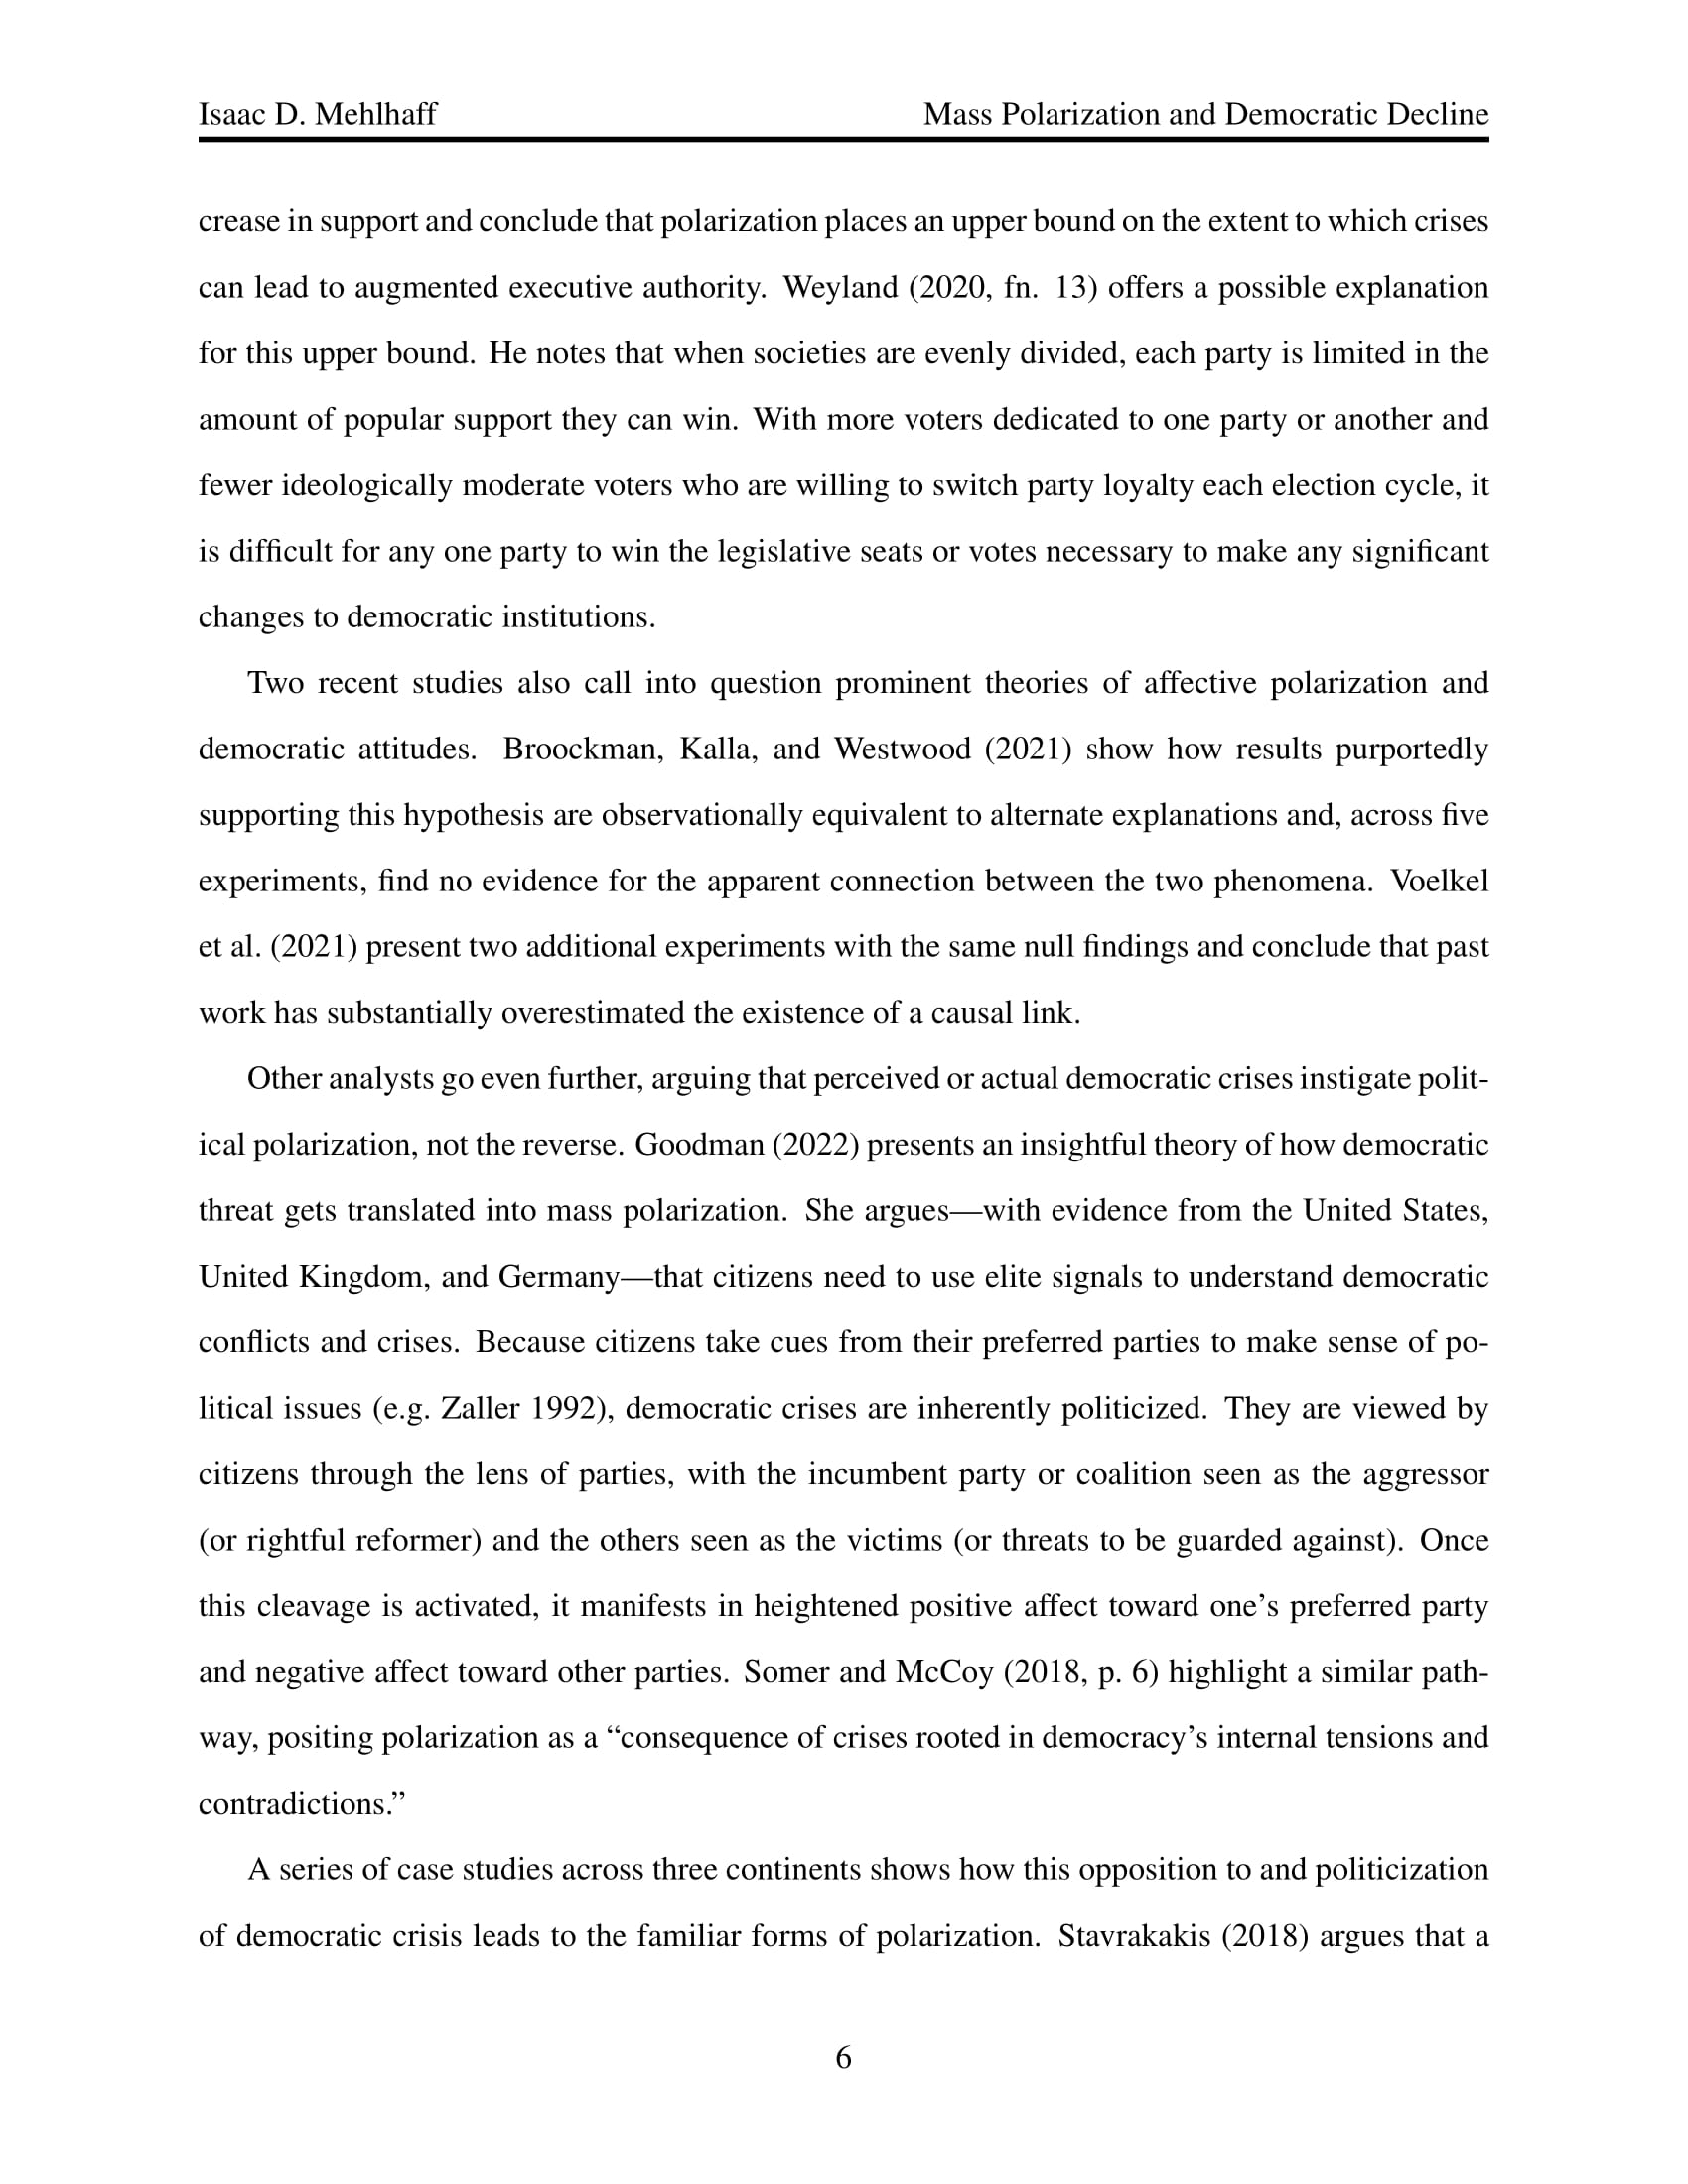 Isaac D. Mehlhaff Mass Polarization and Democratic Decline
crease in support and conclude that polarization places an upper bound on the extent to which crises
can lead to augmented executive authority. Weyland (2020, fn. 13) offers a possible explanation
for this upper bound. He notes that when societies are evenly divided, each party is limited in the
amount of popular support they can win. With more voters dedicated to one party or another and
fewer ideologically moderate voters who are willing to switch party loyalty each election cycle, it
is difficult for any one party to win the legislative seats or votes necessary to make any significant
changes to democratic institutions.
Two recent studies also call into question prominent theories of affective polarization and
democratic attitudes. Broockman, Kalla, and Westwood (2021) show how results purportedly
supporting this hypothesis are observationally equivalent to alternate explanations and, across five
experiments, find no evidence for the apparent connection between the two phenomena. Voelkel
et al. (2021) present two additional experiments with the same null findings and conclude that past
work has substantially overestimated the existence of a causal link.
Other analysts go even further, arguing that perceived or actual democratic crises instigate polit-
ical polarization, not the reverse. Goodman (2022) presents an insightful theory of how democratic
threat gets translated into mass polarization. She argues—with evidence from the United States,
United Kingdom, and Germany—that citizens need to use elite signals to understand democratic
conflicts and crises. Because citizens take cues from their preferred parties to make sense of po-
litical issues (e.g. Zaller 1992), democratic crises are inherently politicized. They are viewed by
citizens through the lens of parties, with the incumbent party or coalition seen as the aggressor
(or rightful reformer) and the others seen as the victims (or threats to be guarded against). Once
this cleavage is activated, it manifests in heightened positive affect toward one’s preferred party
and negative affect toward other parties. Somer and McCoy (2018, p. 6) highlight a similar path-
way, positing polarization as a “consequence of crises rooted in democracy’s internal tensions and
contradictions.”
A series of case studies across three continents shows how this opposition to and politicization
of democratic crisis leads to the familiar forms of polarization. Stavrakakis (2018) argues that a
6